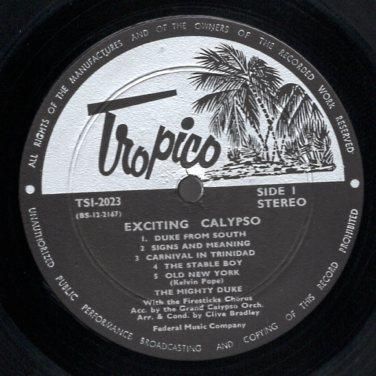 ALL RIGHTS OF THE MANUFACTURES AND OF THE OWNERS OF THE RECORDED WORK RESERVED
Tropico
TSI-2023
(BS-12-2167)
SIDE 1
STEREO
EXCITING CALYPSO
1. DUKE FROM SOUTH
2 SIGNS AND MEANING
3 CARNIVAL IN TRINIDAD
4 THE STABLE BOY
5 OLD NEW YORK
(Kelvin Pope)
THE MIGHTY DUKE
With the Firesticks Chorus
Acc. by the Grand Calypso Orch.
Arr. & Cond. by Clive Bradley
Federal Music Company
UNAUTHORIZED PUBLIC PERFORMANCE BROADCASTING AND COPYING OF THIS RECORD PROHIBITED